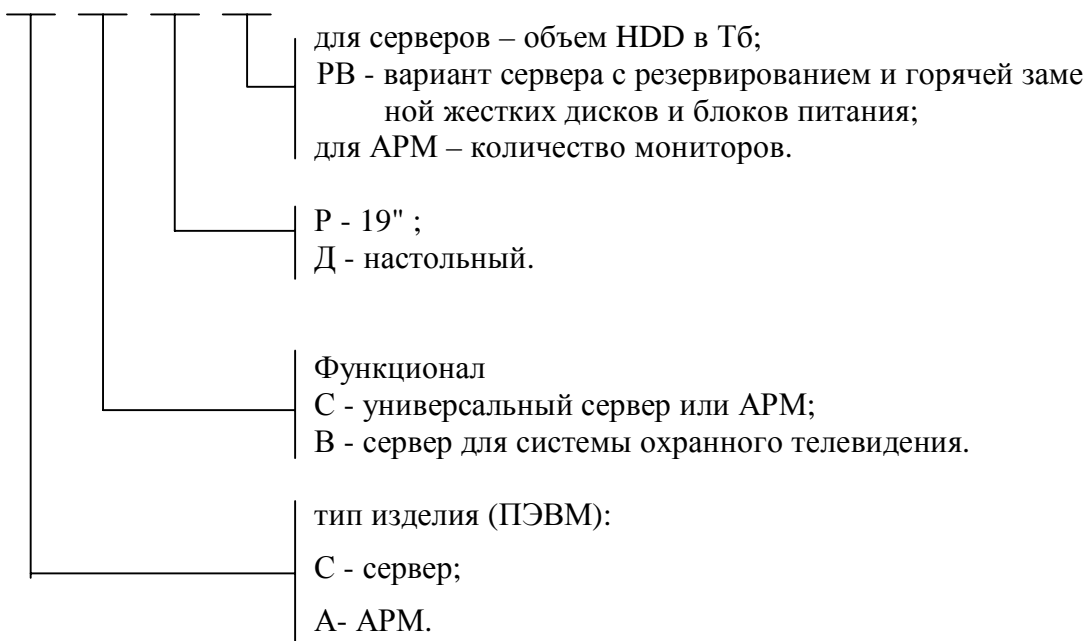 для серверов – объем HDD в Тб;
РВ - вариант сервера с резервированием и горячей заме
ной жестких дисков и блоков питания;
для АРМ – количество мониторов.
Р - 19" ;
Д - настольный.
Функционал
С - универсальный сервер или АРМ;
В - сервер для системы охранного телевидения.
тип изделия (ПЭВМ):
С - сервер;
А- АРМ.